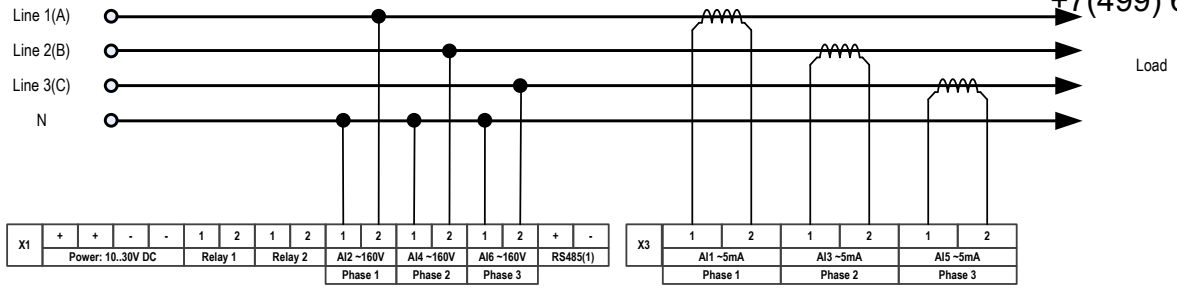 +7(499) 6
Line 1(A)
Line 2(B)
Line 3(C)
N
Load
X1 + + - - 1 2 1 2 1 2 1 2 1 2 + -
Power: 10..30V DC Relay 1 Relay 2 AI2 ~160V AI4 ~160V AI6 ~160V RS485(1)
Phase 1 Phase 2 Phase 3
X3 1 2 1 2 1 2
AI1 ~5mA AI3 ~5mA AI5 ~5mA
Phase 1 Phase 2 Phase 3